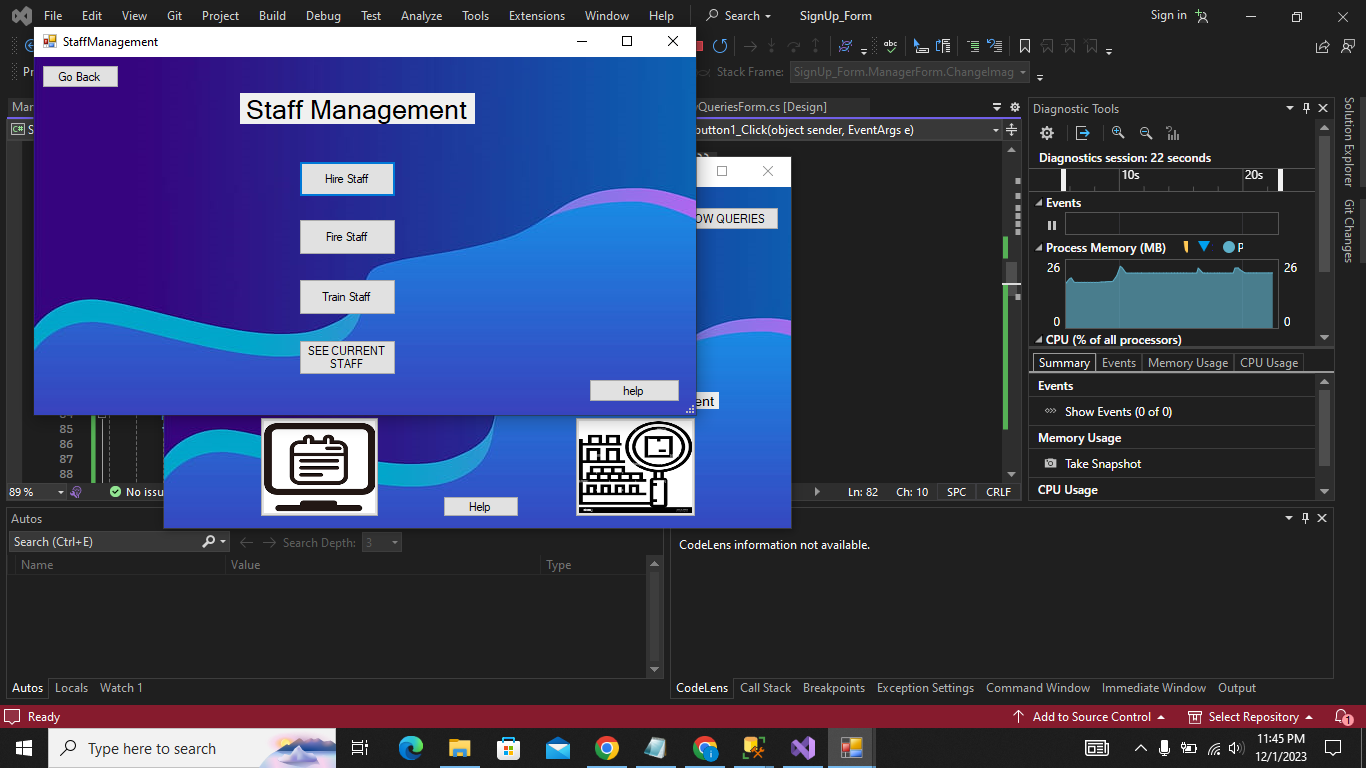 File Edit View Git Project Build Debug Test Analyze Tools Extensions Window Help Search SignUp_Form Sign in
StaffManagement
Go Back
Staff Management
Hire Staff
Fire Staff
Train Staff
SEE CURRENT
STAFF
help
Stack Frame: SignUp_Form.ManagerForm.ChangeImag
QueriesForm.cs [Design]
C#
button1_Click(object sender, EventArgs e)
OW QUERIES
ent
Help
85
86
87
88
89 %
No issu
Ln: 82 Ch: 10 SPC CRLF
Diagnostic Tools
Diagnostics session: 22 seconds
10s 20s
Events
Process Memory (MB) P
26 26
0 0
CPU (% of all processors)
Summary Events Memory Usage CPU Usage
Events
Show Events (0 of 0)
Memory Usage
Take Snapshot
CPU Usage
Solution Explorer
Git Changes
Autos
Search (Ctrl+E) Search Depth: 3
Name Value Type
Autos Locals Watch 1
CodeLens information not available.
CodeLens Call Stack Breakpoints Exception Settings Command Window Immediate Window Output
Ready Add to Source Control Select Repository 1
Type here to search
11:45 PM
12/1/2023